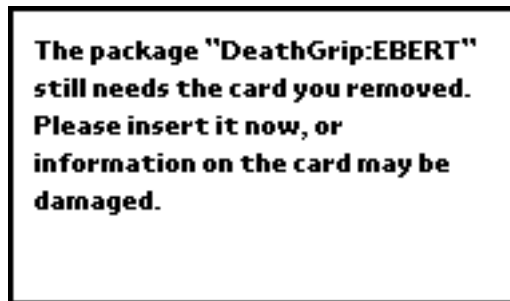 The package "DeathGrip:EBERT"
still needs the card you removed.
Please insert it now, or
information on the card may be
damaged.